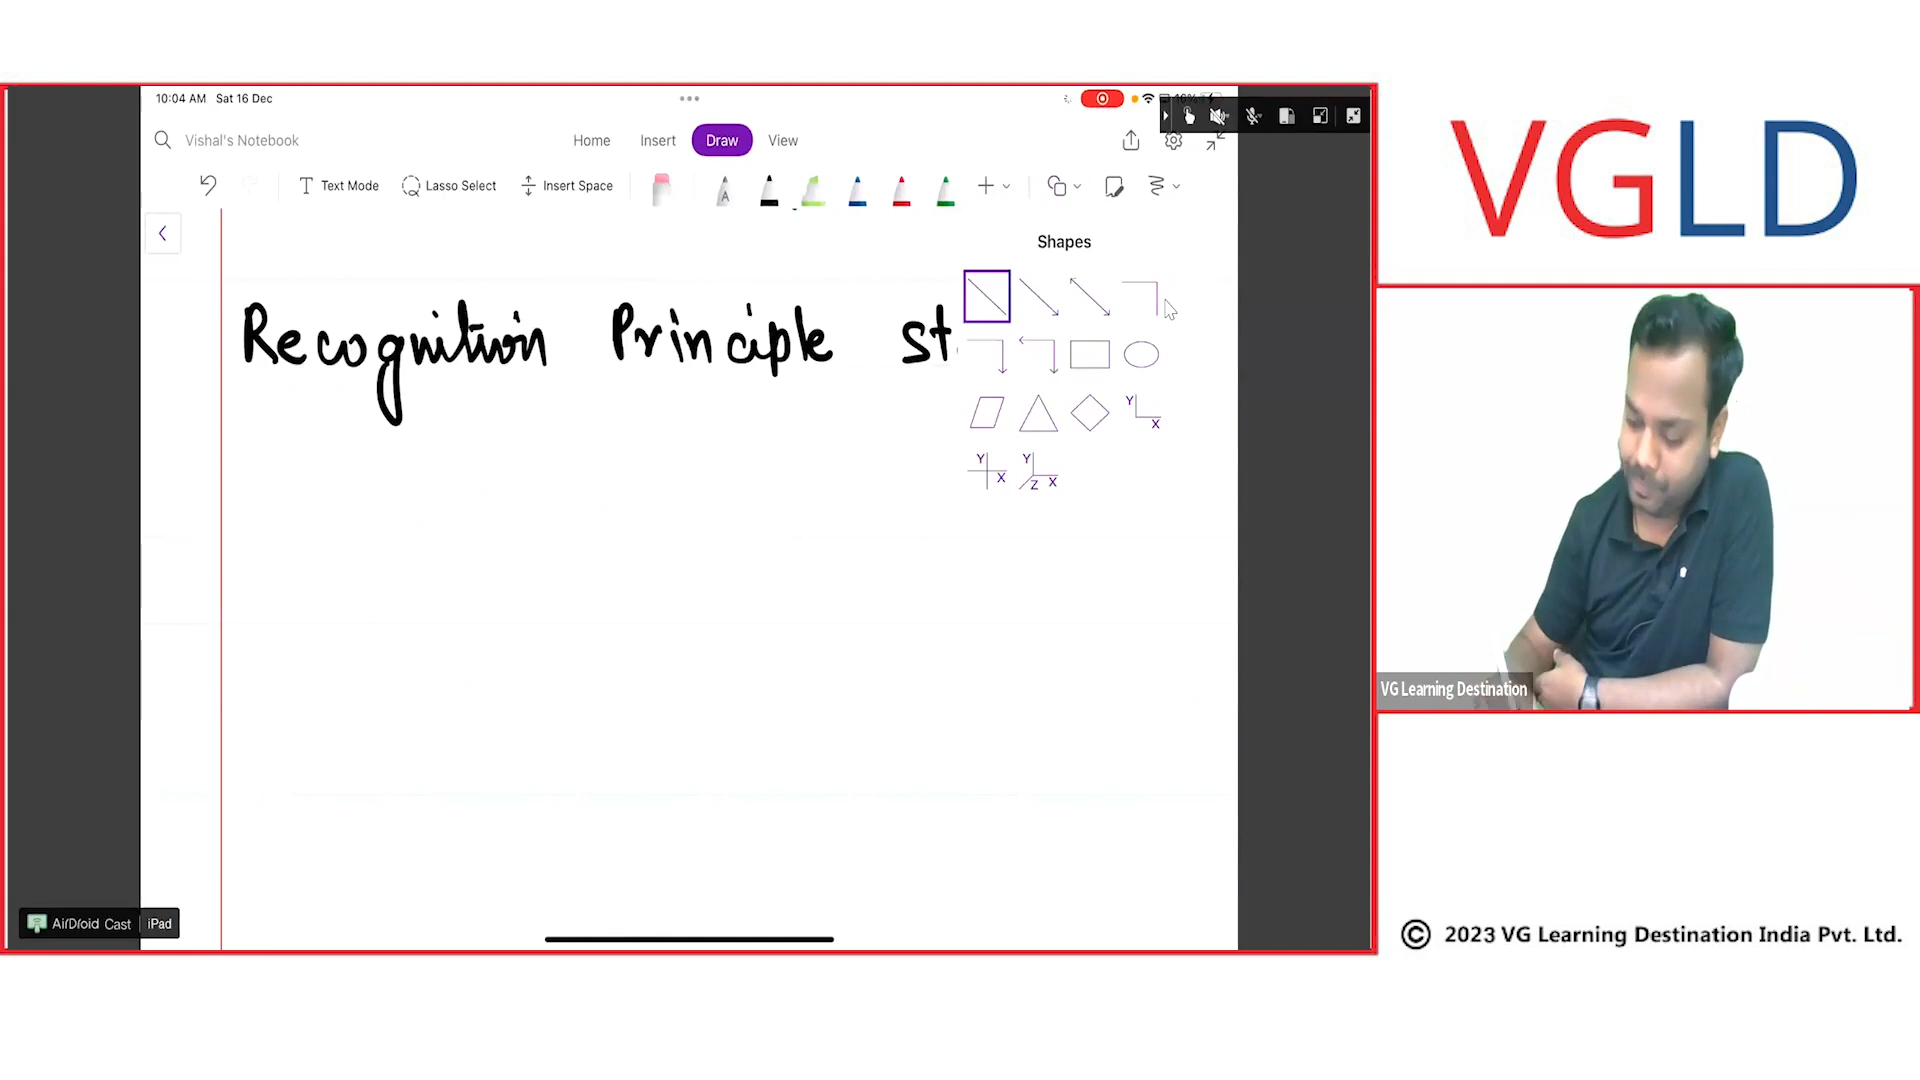 10:04 AM Sat 16 Dec
16%
Vishal's Notebook
Home Insert Draw View
Text Mode Lasso Select Insert Space
A
Shapes
Recognition Principle st
Y X
Y X
Y Z X
AirDroid Cast iPad
VGLD
VG Learning Destination
© 2023 VG Learning Destination India Pvt. Ltd.